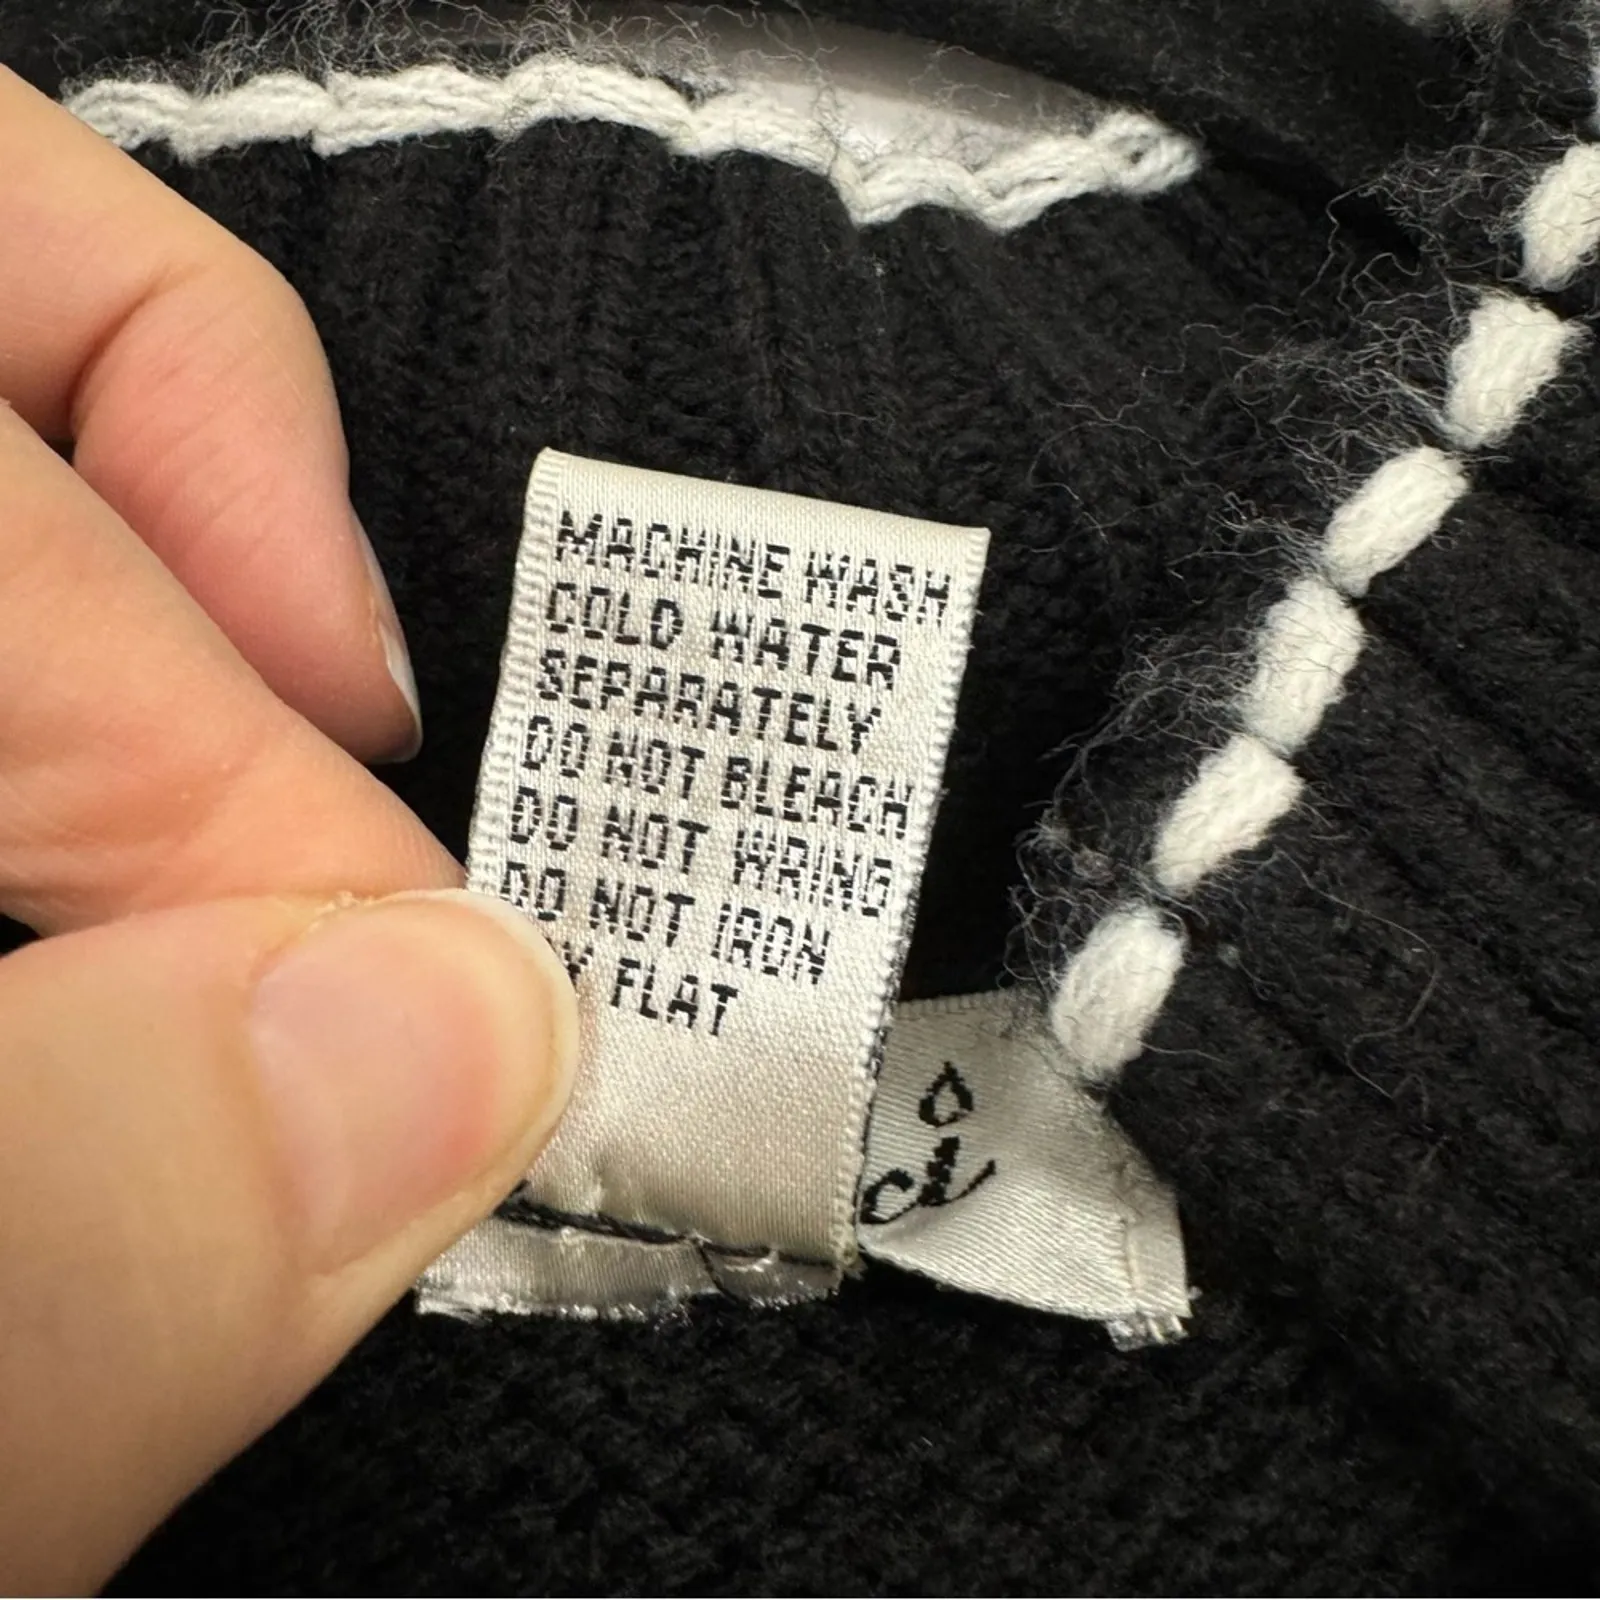 MACHINE WASH
COLD WATER
SEPARATELY
DO NOT BLEACH
DO NOT WRING
DO NOT IRON
FLAT